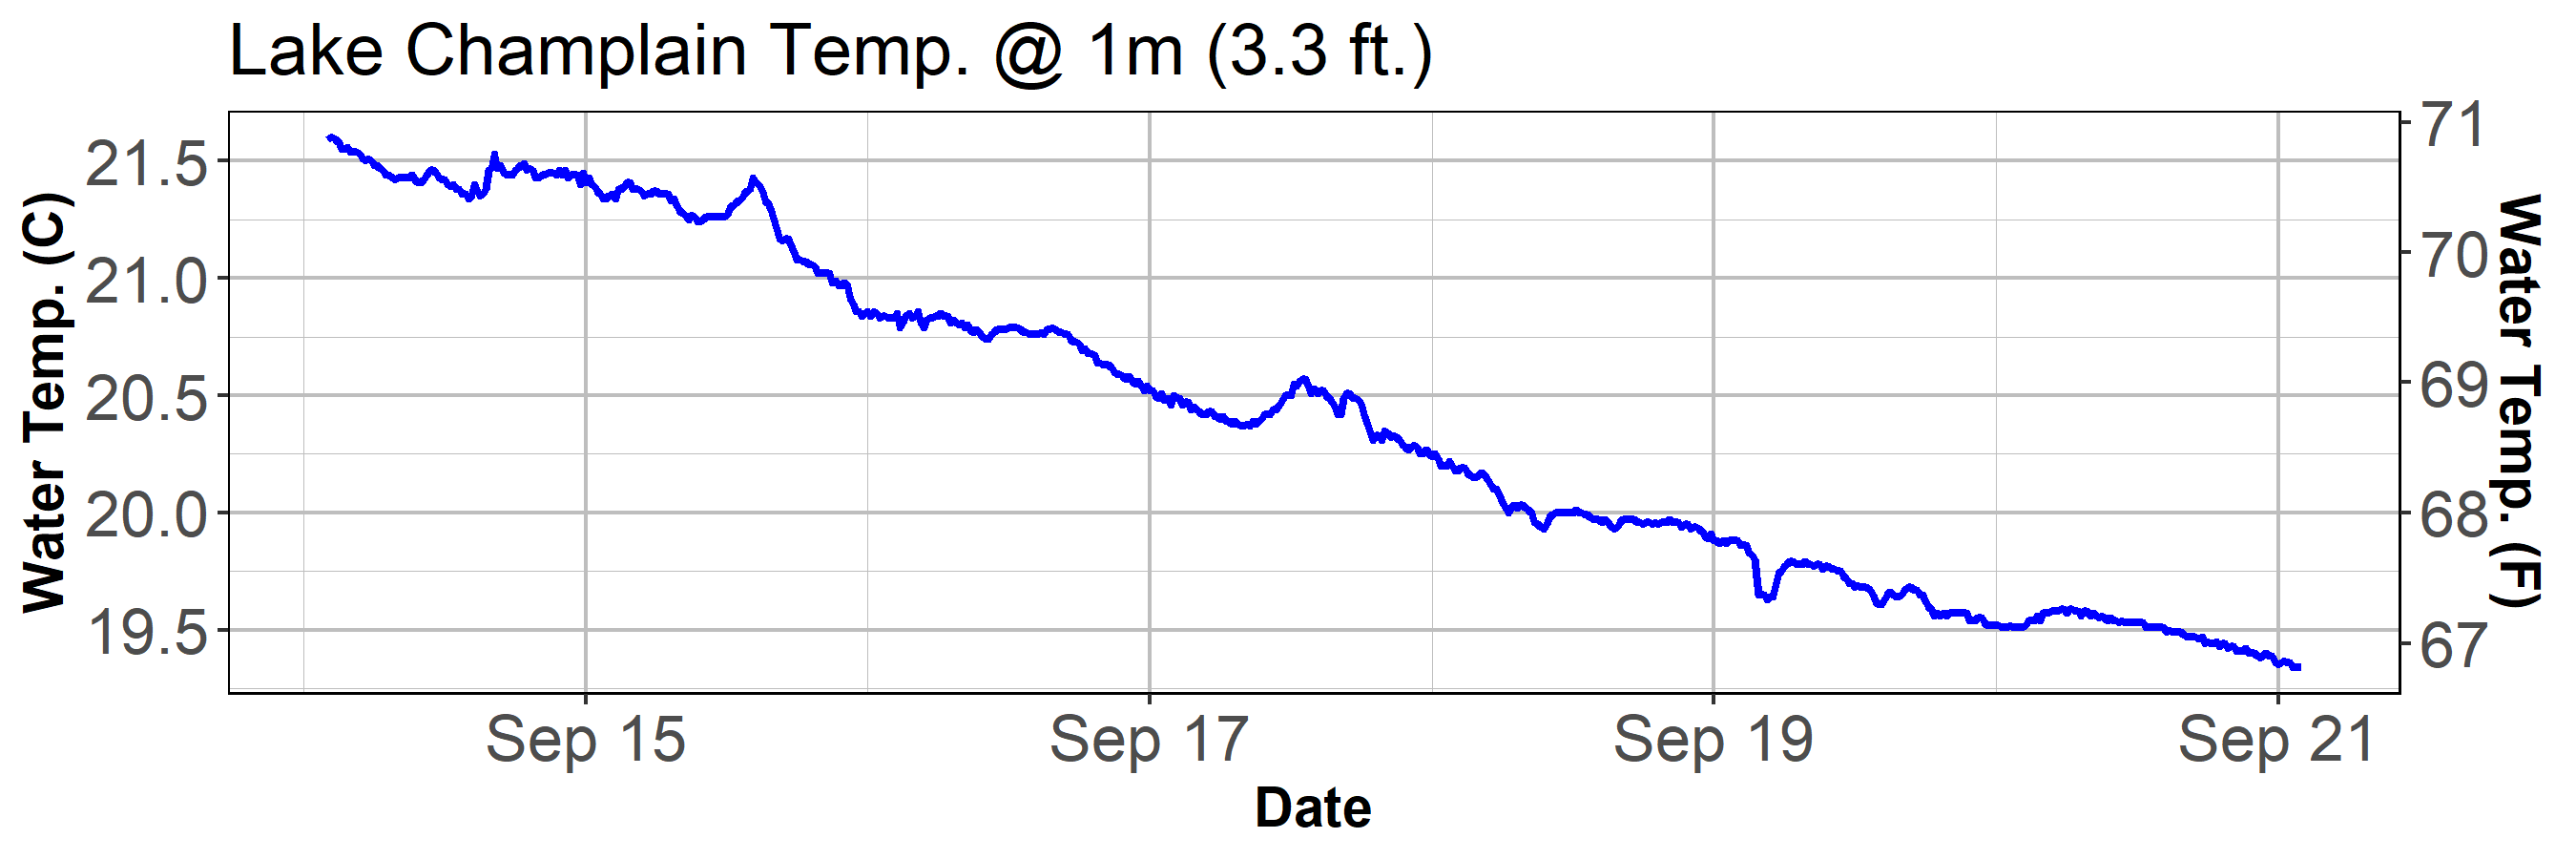 Lake Champlain Temp. @ 1m (3.3 ft.)
Water Temp. (C)
21.5
21.0
20.5
20.0
19.5
71
70
69
68
67
Water Temp. (F)
Sep 15 Sep 17 Sep 19 Sep 21
Date